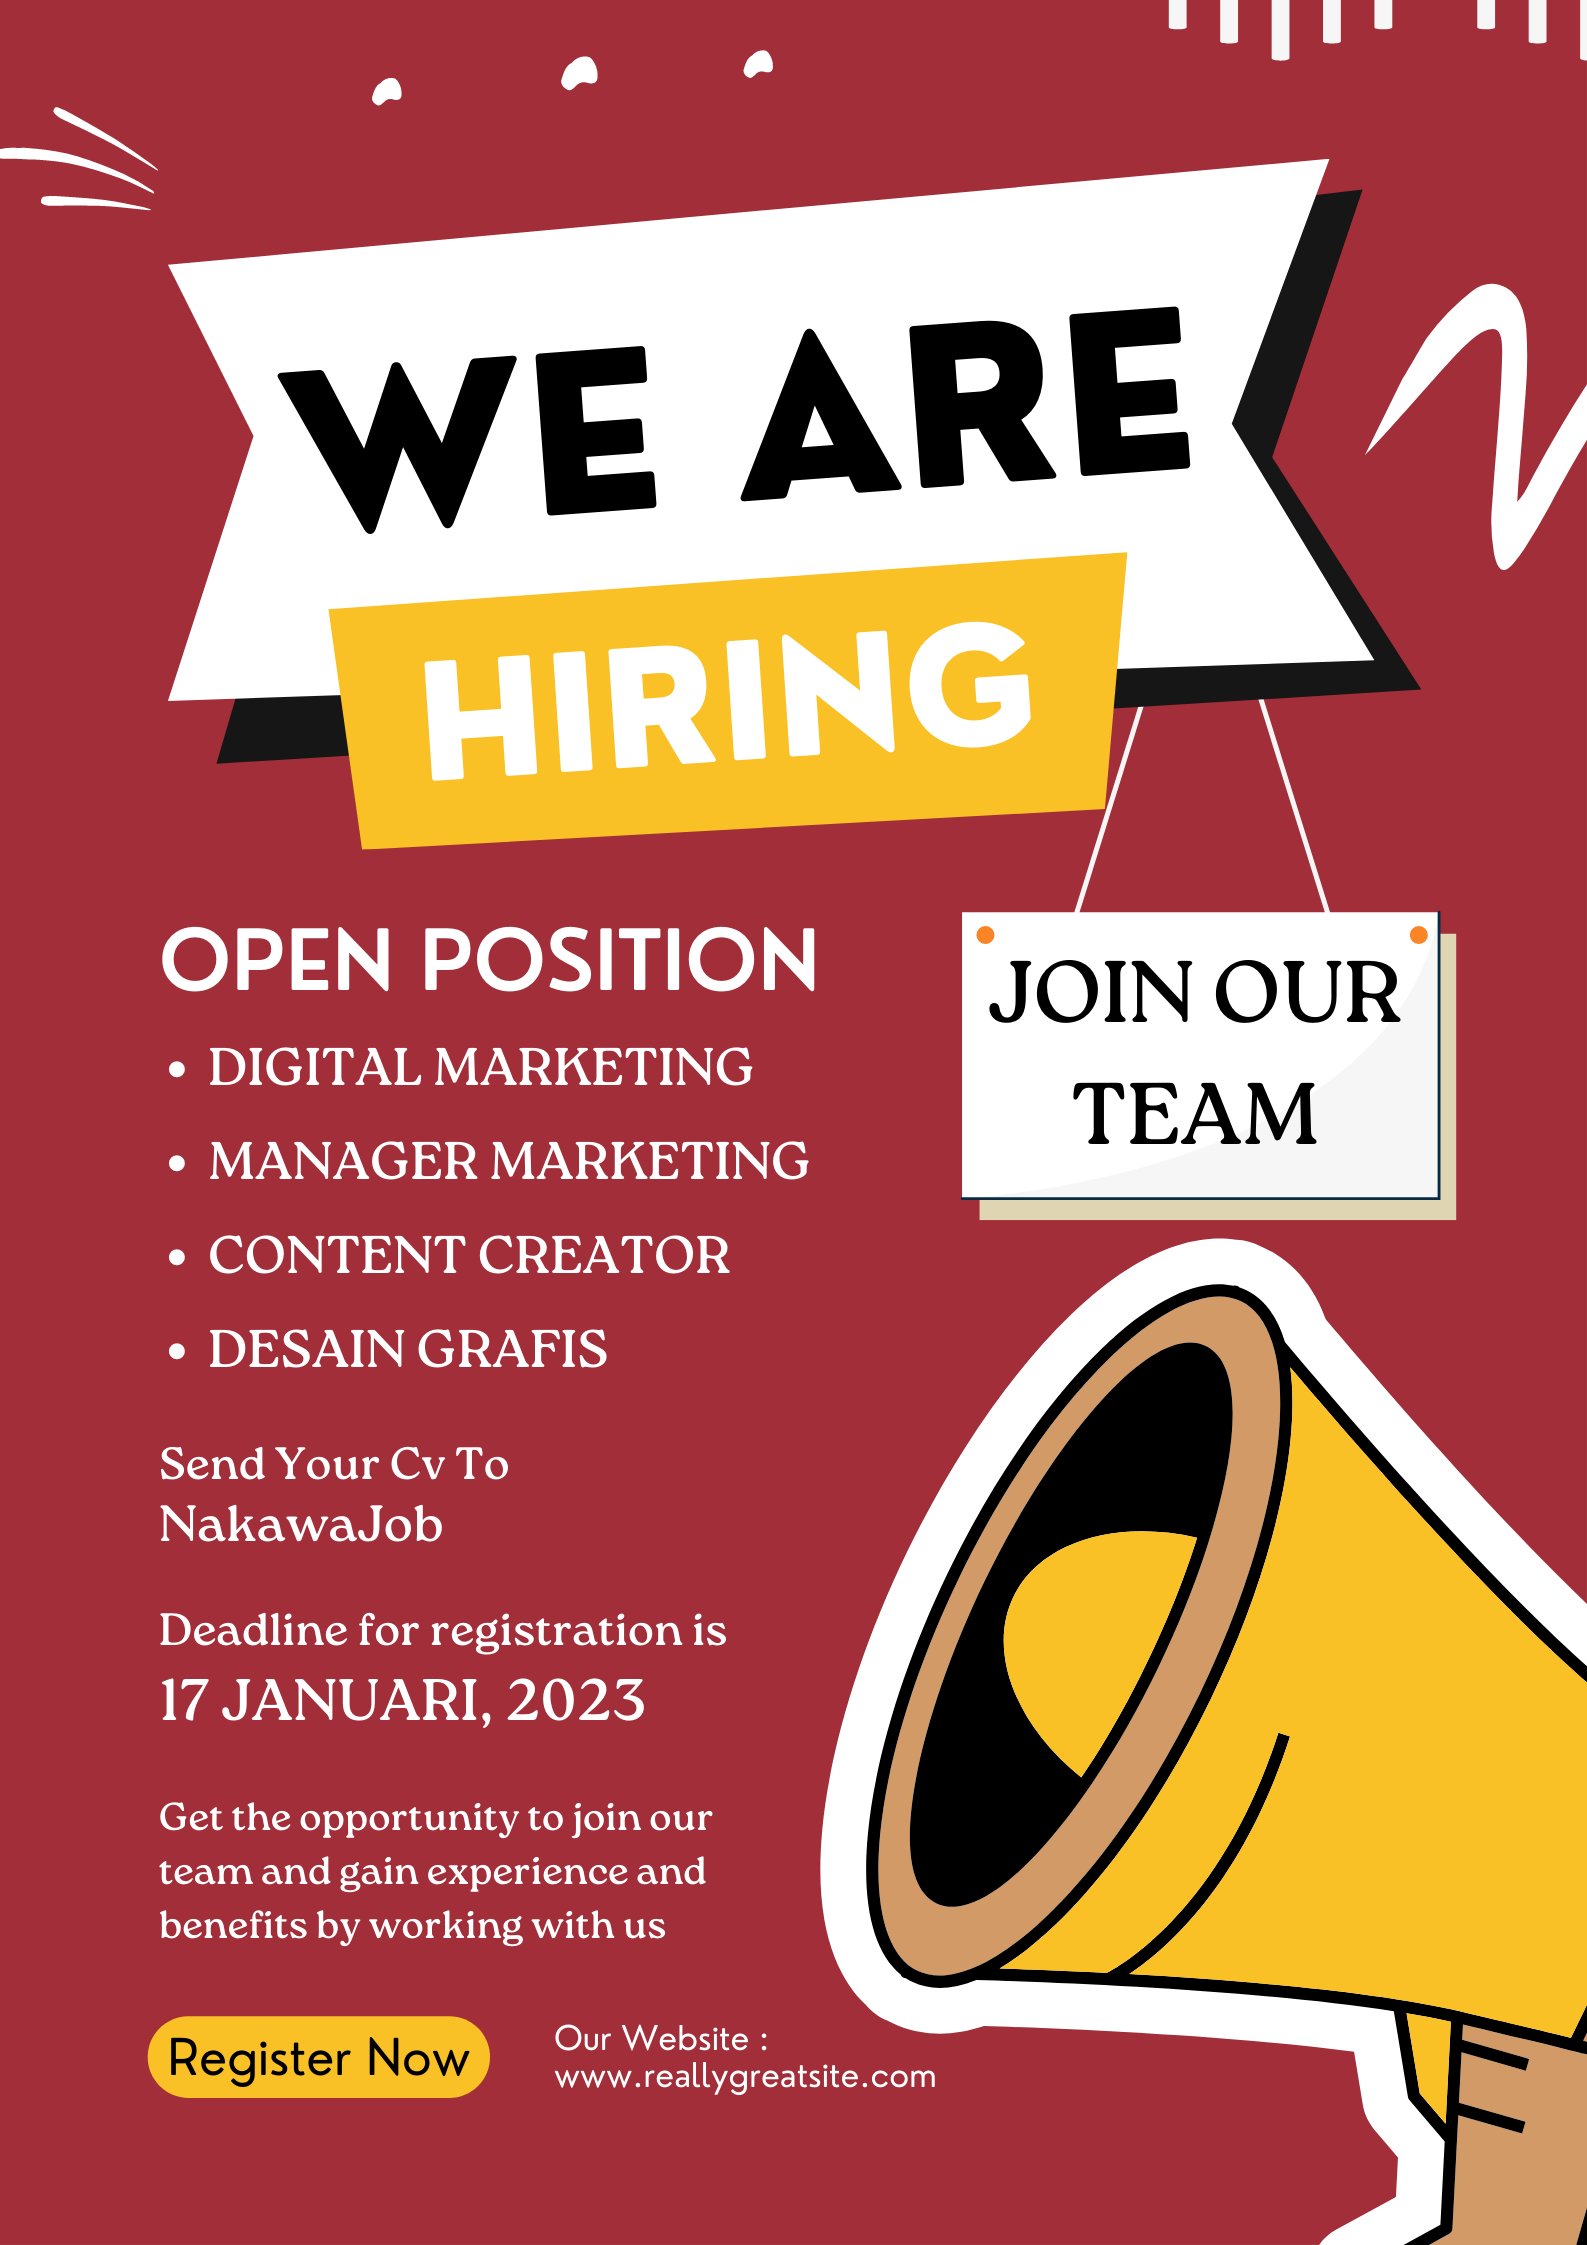 WE ARE
HIRING
JOIN OUR
TEAM
OPEN POSITION
• DIGITAL MARKETING
• MANAGER MARKETING
• CONTENT CREATOR
• DESAIN GRAFIS
Send Your Cv To
NakawaJob
Deadline for registration is
17 JANUARI, 2023
Get the opportunity to join our
team and gain experience and
benefits by working with us
Register Now
Our Website :
www.reallygreatsite.com